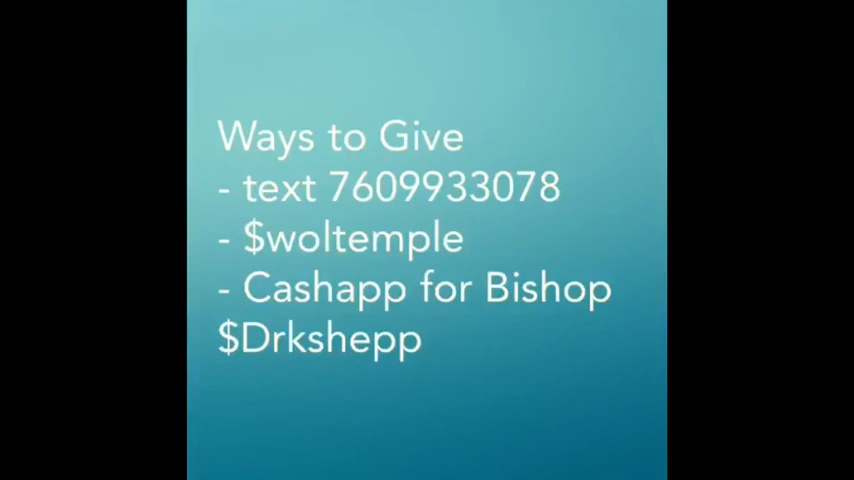 Ways to Give
- text 7609933078
- $woltemple
- Cashapp for Bishop
$Drkshepp